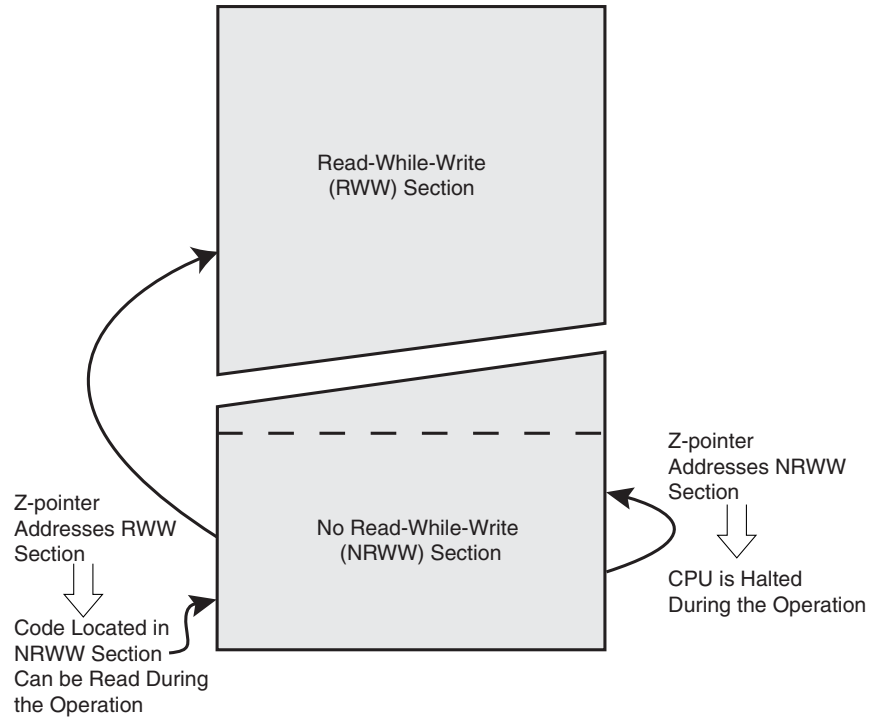 Read-While-Write
(RWW) Section
Z-pointer
Addresses NRWW
Section
Z-pointer
Addresses RWW
Section
No Read-While-Write
(NRWW) Section
CPU is Halted
During the Operation
Code Located in
NRWW Section
Can be Read During
the Operation